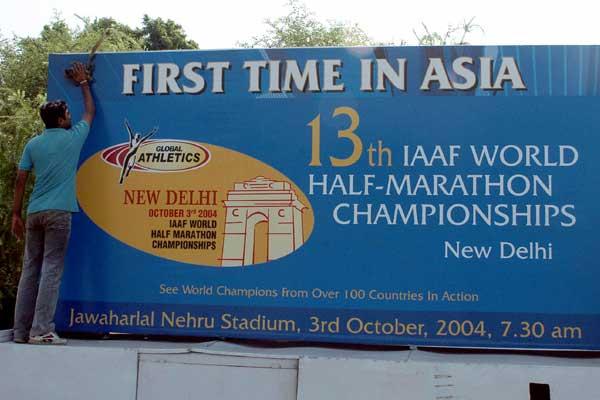 FIRST TIME IN ASIA
GLOBAL
ATHLETICS
NEW DELHI
OCTOBER 3RD 2004
IAAF WORLD
HALF MARATHON
CHAMPIONSHIPS
13th IAAF WORLD
HALF-MARATHON
CHAMPIONSHIPS
New Delhi
See World Champions From Over 100 Countries In Action
Jawaharlal Nehru Stadium, 3rd October, 2004, 7.30 am